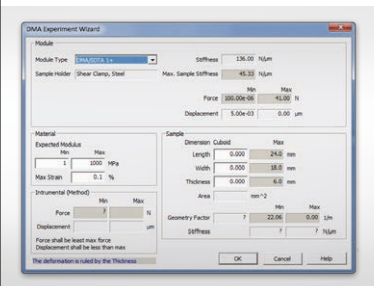 DMA Experiment Wizard
Module
Module Type DMA/SDTA 1+ Stiffness 136.00 N/µm
Sample Holder Shear Clamp, Steel Max. Sample Stiffness 45.33 N/µm
Min Max
Force 100.00e-06 41.00 N
Displacement 5.00e-03 0.00 µm
Material
Expected Modulus
Min Max
1 1000 MPa
Max Strain 0.1 %
Intrumental (Method)
Min Max
Force ? N
Displacement µm
Force shall be least max force
Displacement shall be less than max
The deformation is ruled by the Thickness
Sample
Dimension Cuboid Max
Length 0.000 24.0 mm
Width 0.000 18.0 mm
Thickness 0.000 6.0 mm
Area mm^2
Min Max
Geometry Factor ? 22.06 0.00 1/m
Stiffness ? ? N/µm
OK Cancel Help